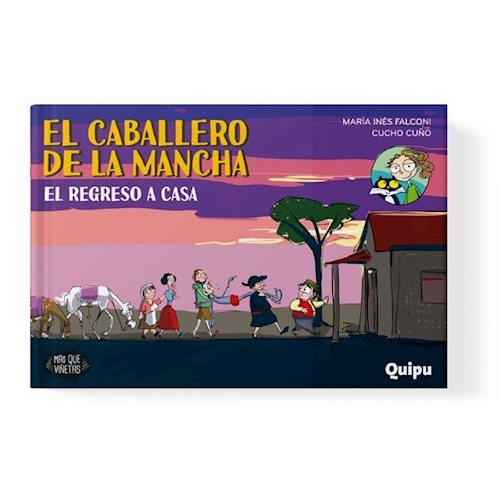 EL CABALLERO
DE LA MANCHA
EL REGRESO A CASA
MARÍA INÉS FALCONI
CUCHO CUÑO
MÁS QUE
VIÑETAS
Quipu